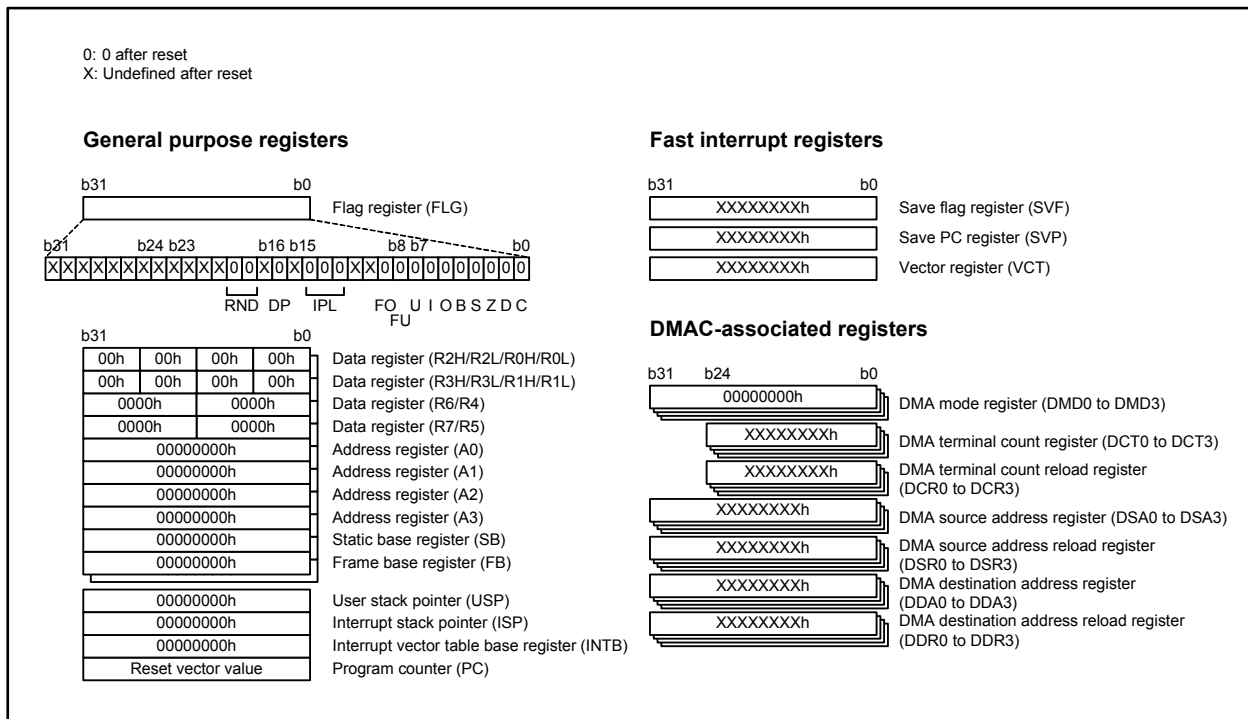 0: 0 after reset
X: Undefined after reset
General purpose registers
b31 b0
Flag register (FLG)
b31 b24 b23 b16 b15 b8 b7 b0
X X X X X X X X X X X X 0 0 X 0 X 0 0 0 X X 0 0 0 0 0 0 0 0 0 0
RND DP IPL FO U I O B S Z D C
FU
b31 b0
00h 00h 00h 00h Data register (R2H/R2L/R0H/R0L)
00h 00h 00h 00h Data register (R3H/R3L/R1H/R1L)
0000h 0000h Data register (R6/R4)
0000h 0000h Data register (R7/R5)
00000000h Address register (A0)
00000000h Address register (A1)
00000000h Address register (A2)
00000000h Address register (A3)
00000000h Static base register (SB)
00000000h Frame base register (FB)
00000000h User stack pointer (USP)
00000000h Interrupt stack pointer (ISP)
00000000h Interrupt vector table base register (INTB)
Reset vector value Program counter (PC)
Fast interrupt registers
b31 b0
XXXXXXXXh Save flag register (SVF)
XXXXXXXXh Save PC register (SVP)
XXXXXXXXh Vector register (VCT)
DMAC-associated registers
b31 b24 b0
00000000h DMA mode register (DMD0 to DMD3)
XXXXXXXXh DMA terminal count register (DCT0 to DCT3)
XXXXXXXXh DMA terminal count reload register
(DCR0 to DCR3)
XXXXXXXXh DMA source address register (DSA0 to DSA3)
XXXXXXXXh DMA source address reload register
(DSR0 to DSR3)
XXXXXXXXh DMA destination address register
(DDA0 to DDA3)
XXXXXXXXh DMA destination address reload register
(DDR0 to DDR3)